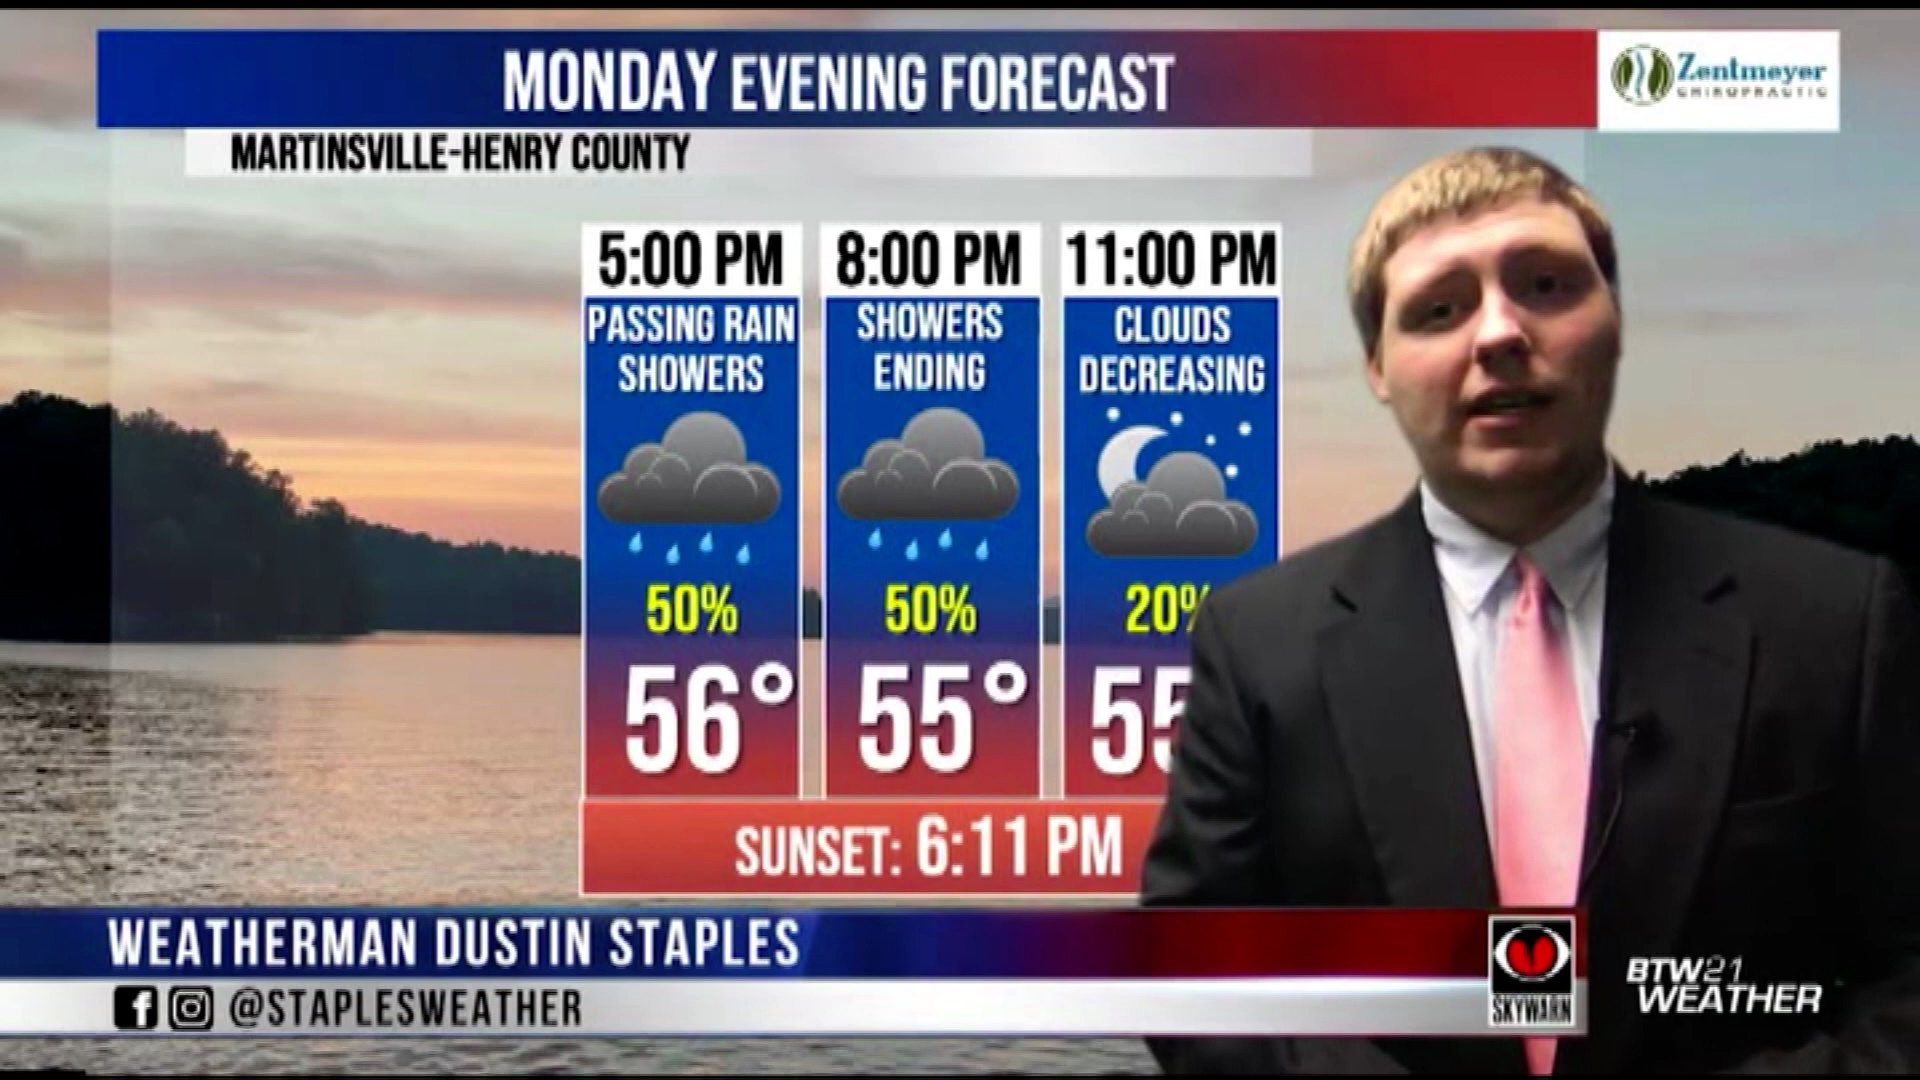 MONDAY EVENING FORECAST
Zentmeyer
CHIROPRACTIC
MARTINSVILLE-HENRY COUNTY
5:00 PM
PASSING RAIN
SHOWERS
50%
56°
8:00 PM
SHOWERS
ENDING
50%
55°
11:00 PM
CLOUDS
DECREASING
20%
55
SUNSET: 6:11 PM
WEATHERMAN DUSTIN STAPLES
@STAPLESWEATHER
SKYWARN
BTW21
WEATHER